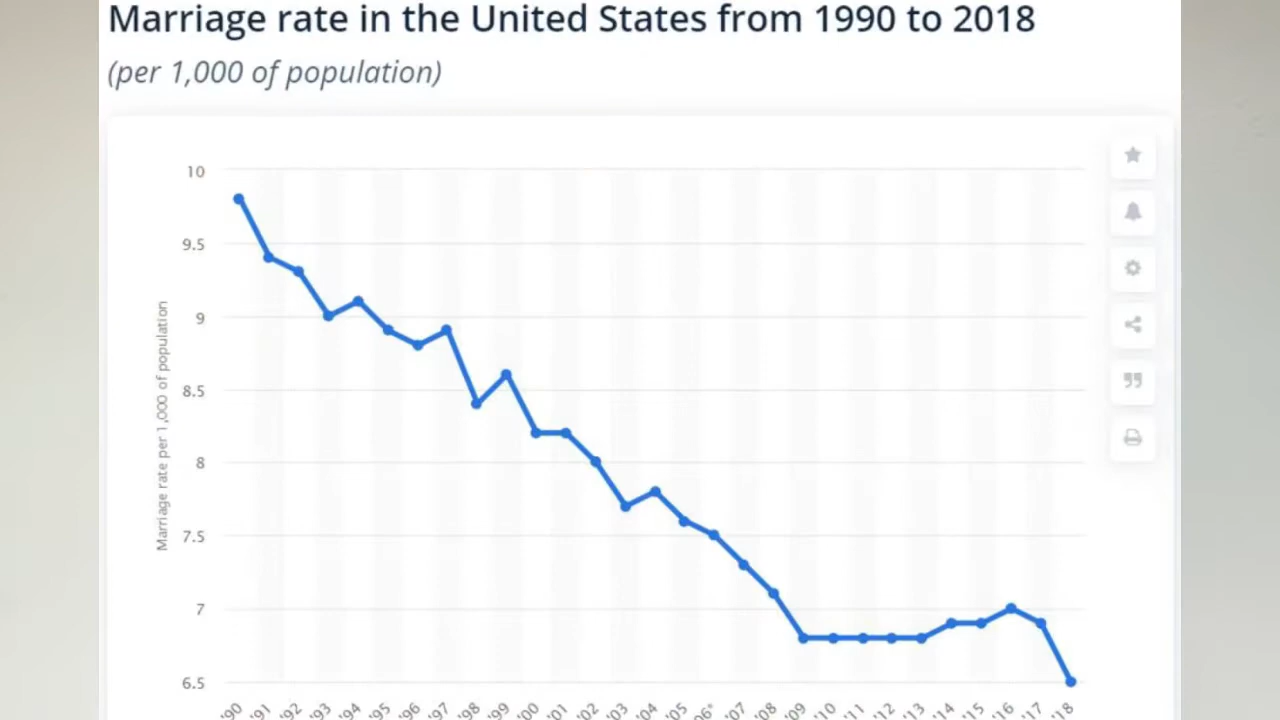 Marriage rate in the United States from 1990 to 2018
(per 1,000 of population)
10
9.5
9
8.5
8
7.5
7
6.5
Marriage rate per 1,000 of population
'90 '91 '92 '93 '94 '95 '96 '97 '98 '99 '00 '01 '02 '03 '04 '05 '06* '07 '08 '09 '10 '11 '12 '13 '14 '15 '16 '17 '18